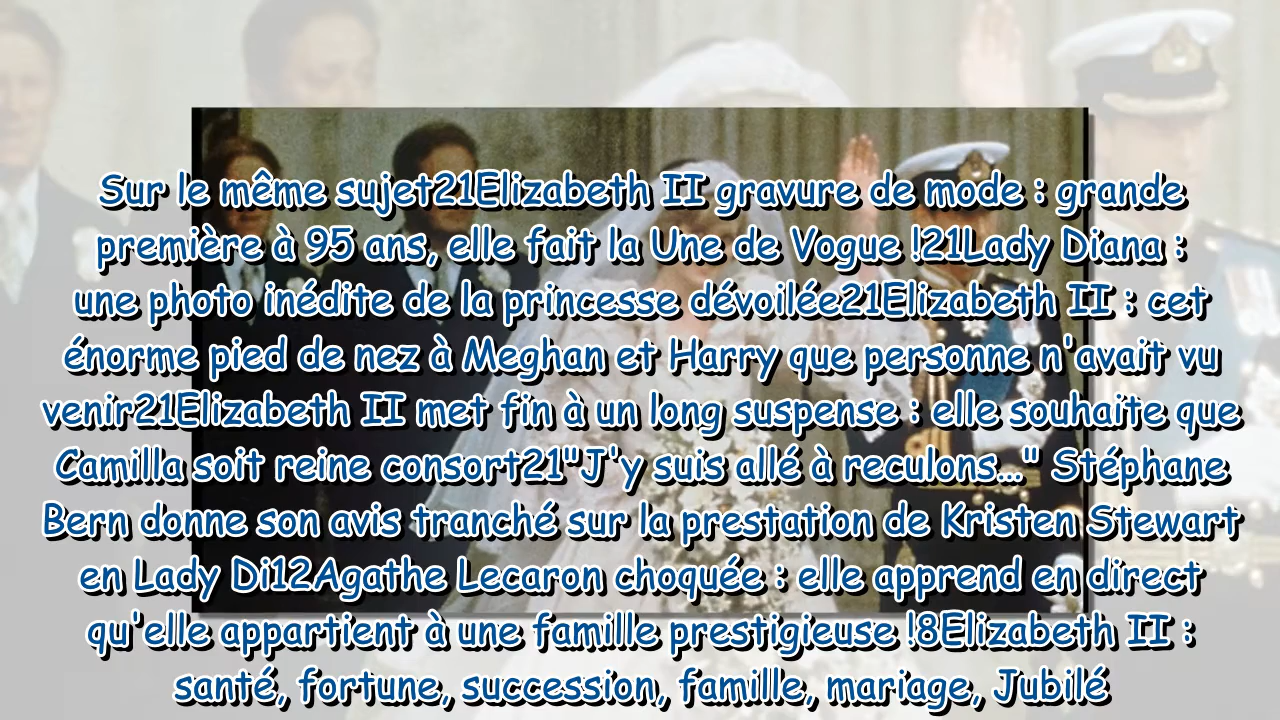 Sur le même sujet21Elizabeth II gravure de mode : grande
première à 95 ans, elle fait la Une de Vogue !21Lady Diana :
une photo inédite de la princesse dévoilée21Elizabeth II : cet
énorme pied de nez à Meghan et Harry que personne n'avait vu
venir21Elizabeth II met fin à un long suspense : elle souhaite que
Camilla soit reine consort21"J'y suis allé à reculons..." Stéphane
Bern donne son avis tranché sur la prestation de Kristen Stewart
en Lady Di12Agathe Lecaron choquée : elle apprend en direct
qu'elle appartient à une famille prestigieuse !8Elizabeth II :
santé, fortune, succession, famille, mariage, Jubilé